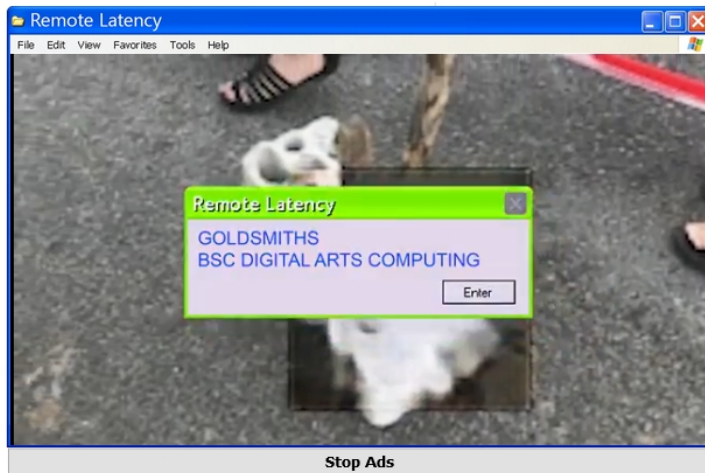 Remote Latency
File Edit View Favorites Tools Help
Remote Latency
GOLDSMITHS
BSC DIGITAL ARTS COMPUTING
Enter
Stop Ads